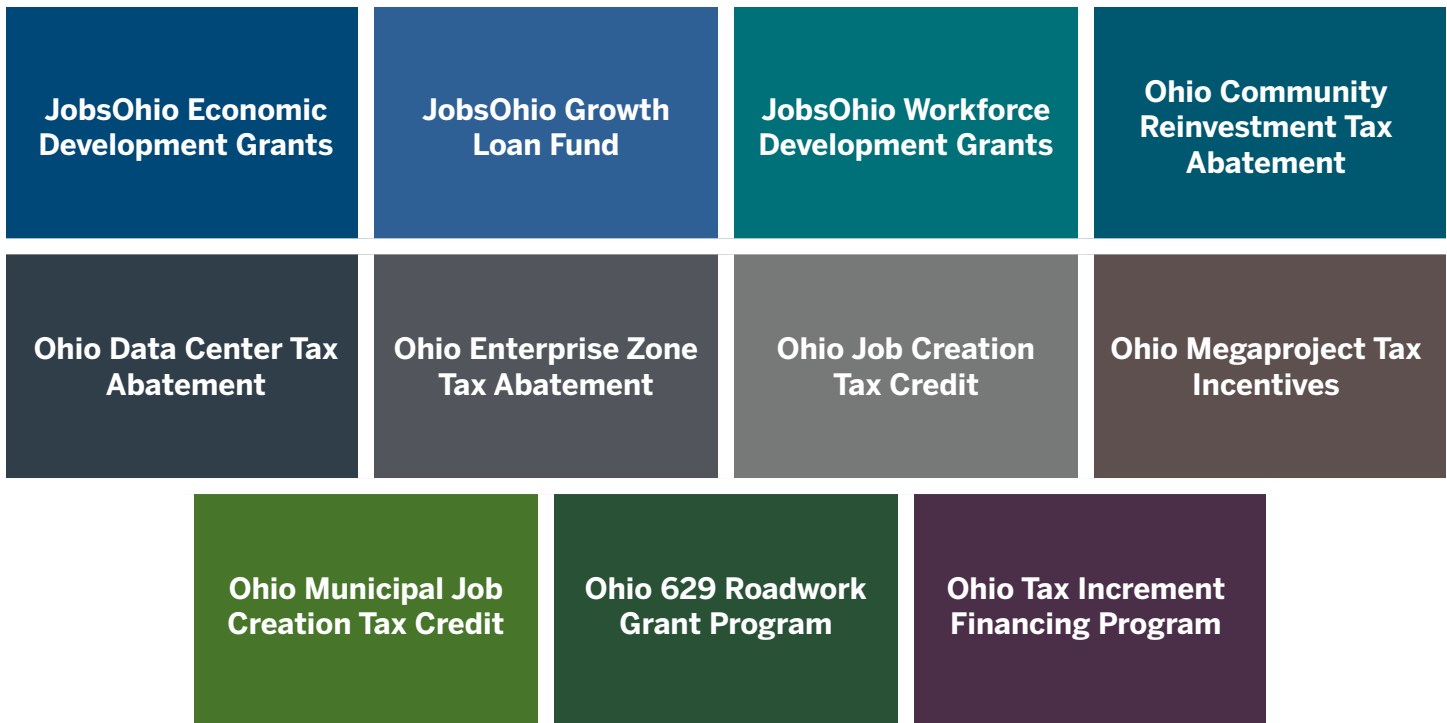 JobsOhio Economic
Development Grants
JobsOhio Growth
Loan Fund
JobsOhio Workforce
Development Grants
Ohio Community
Reinvestment Tax
Abatement
Ohio Data Center Tax
Abatement
Ohio Enterprise Zone
Tax Abatement
Ohio Job Creation
Tax Credit
Ohio Megaproject Tax
Incentives
Ohio Municipal Job
Creation Tax Credit
Ohio 629 Roadwork
Grant Program
Ohio Tax Increment
Financing Program